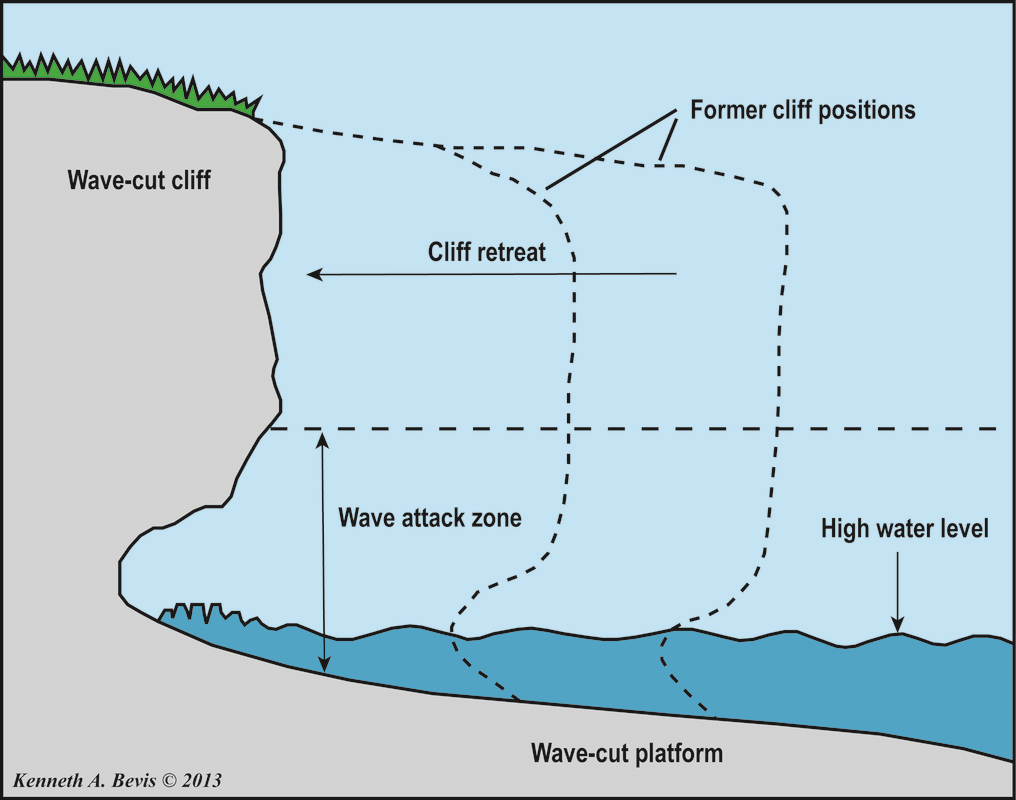 Former cliff positions
Wave-cut cliff
Cliff retreat
Wave attack zone
High water level
Wave-cut platform
Kenneth A. Bevis © 2013